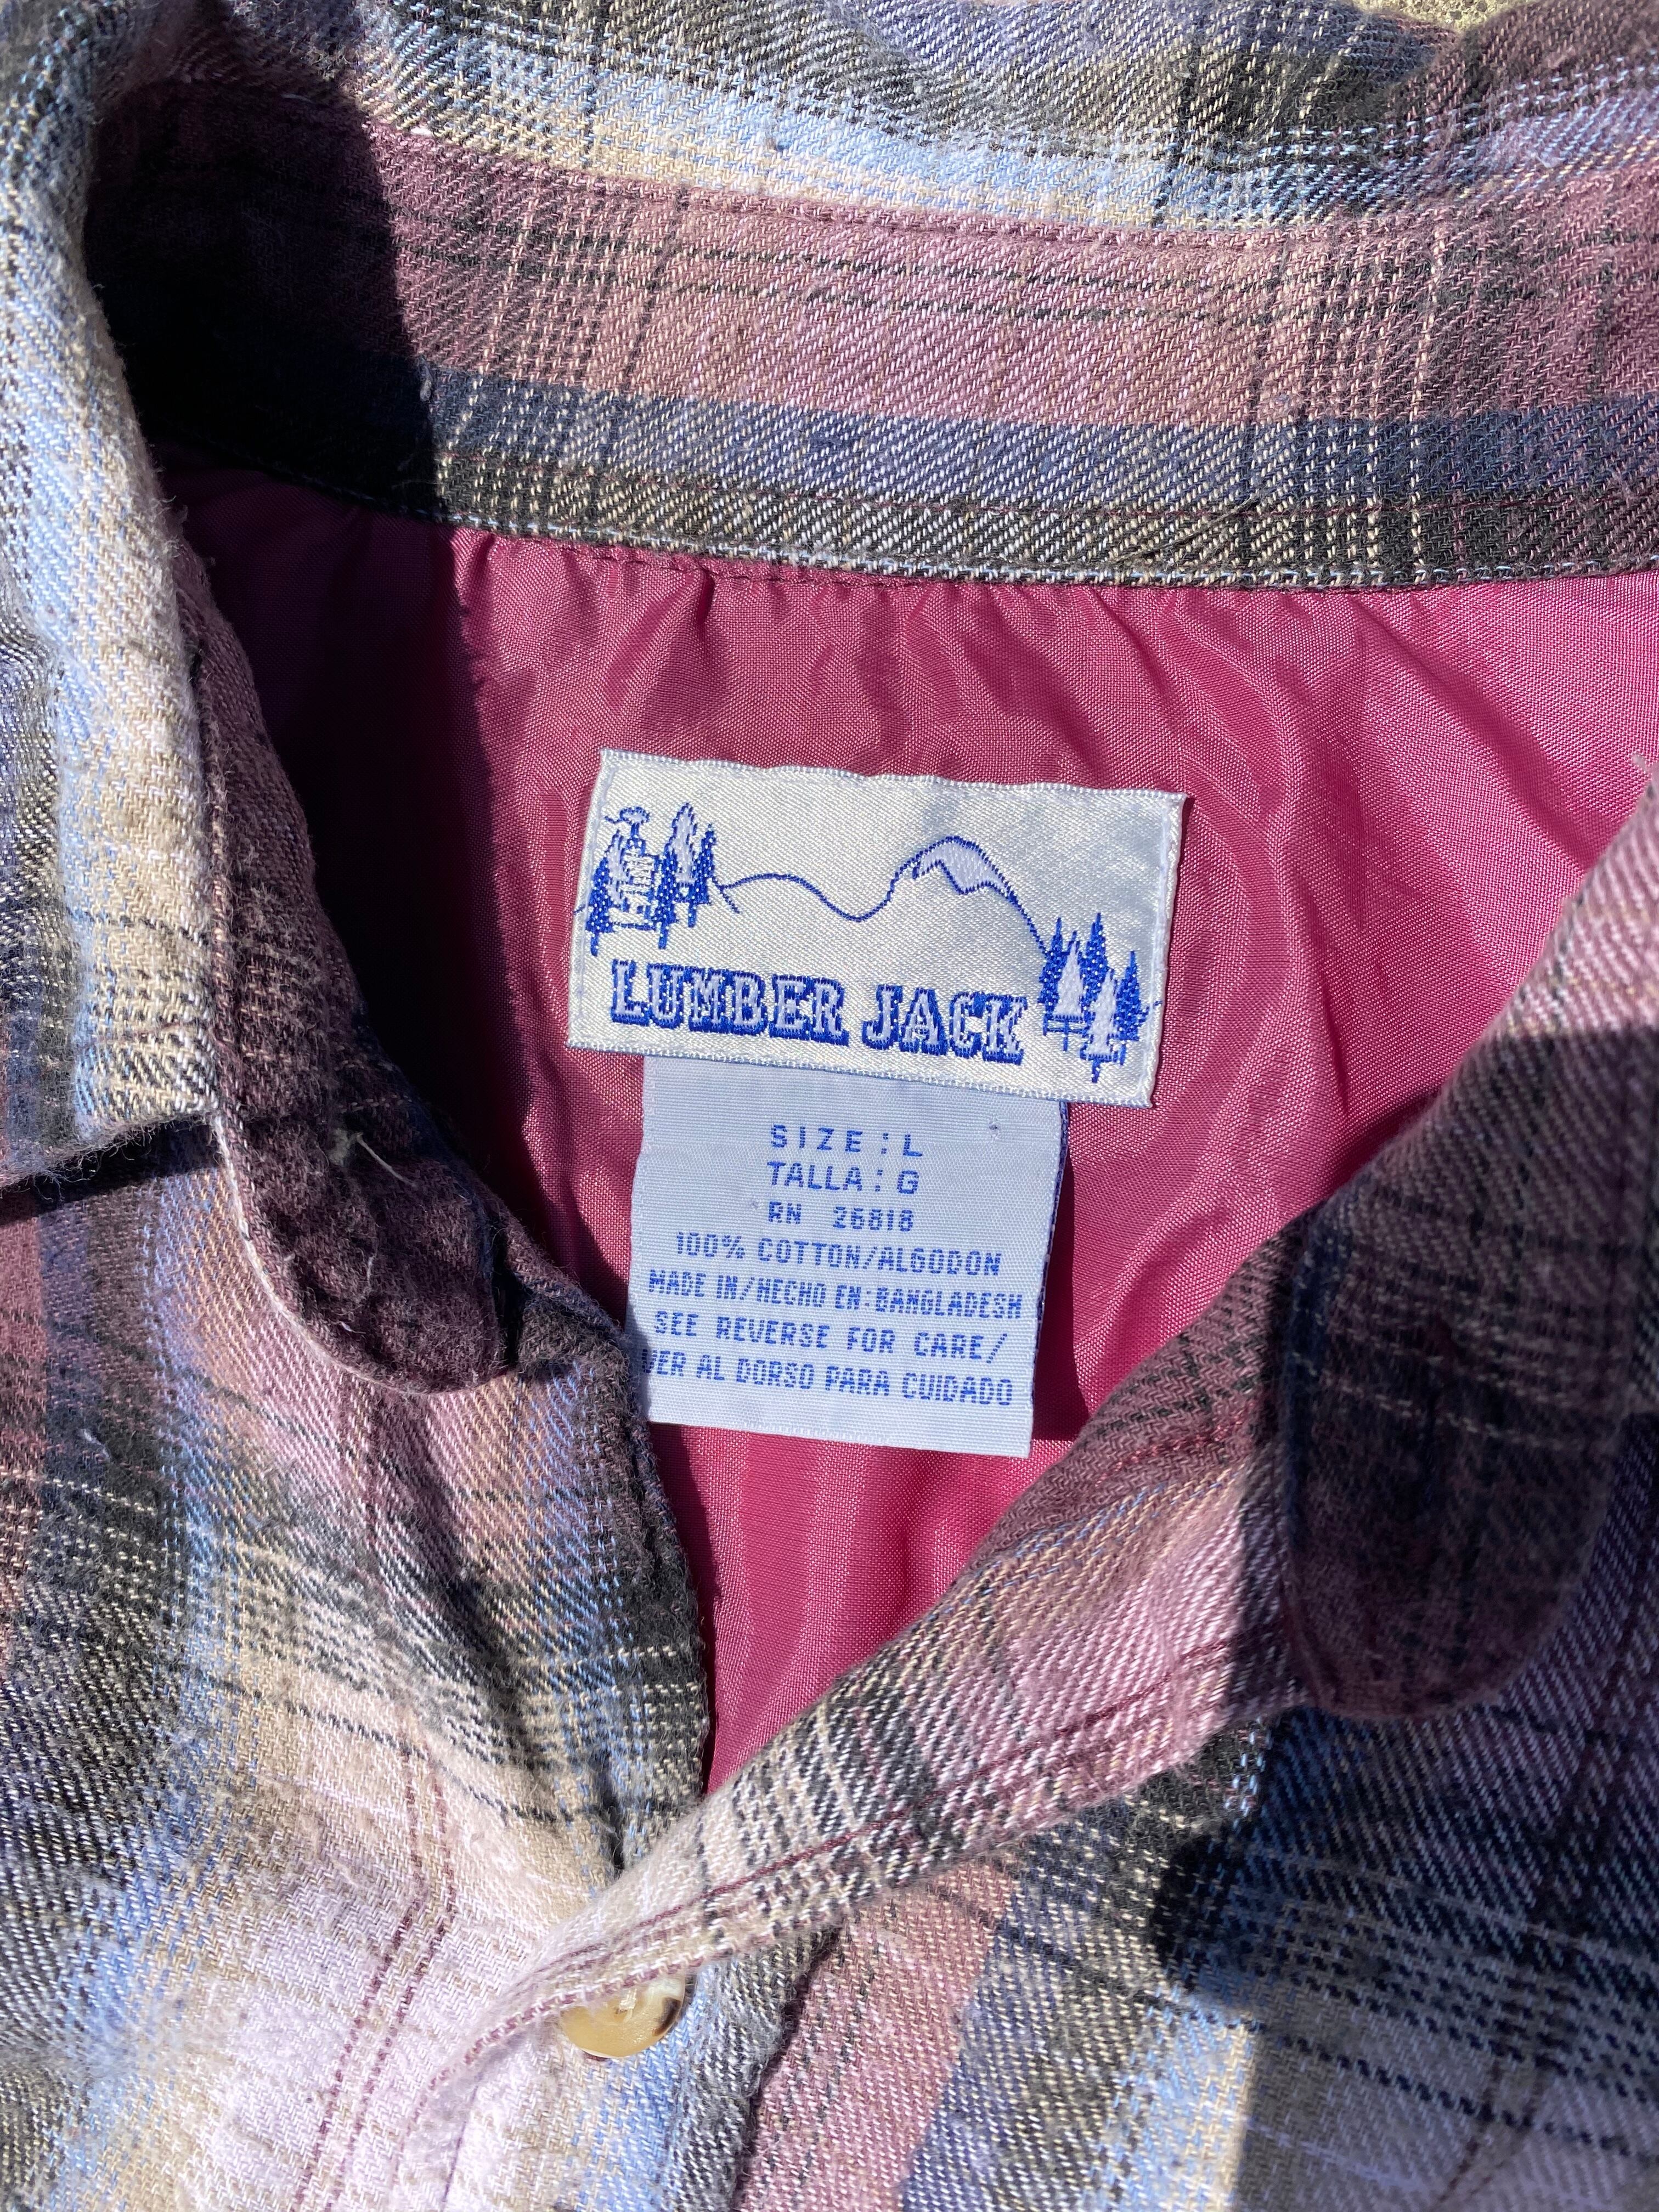 LUMBER JACK
SIZE : L
TALLA : G
RN 26818
100% COTTON/ALGODON
MADE IN/HECHO EN:BANGLADESH
SEE REVERSE FOR CARE/
VER AL DORSO PARA CUIDADO